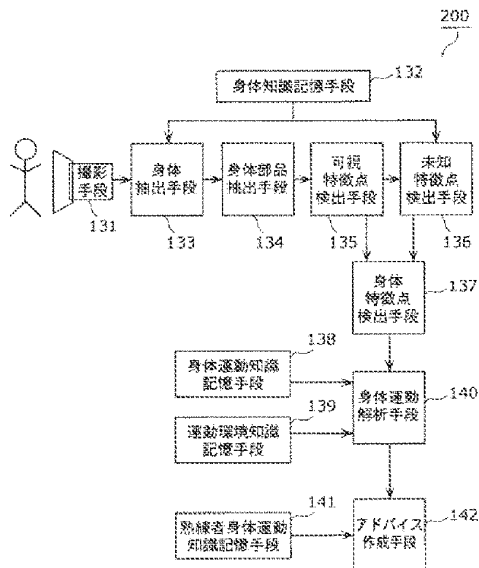 200
身体知識記憶手段
132
撮影
手段
131
身体
抽出手段
133
身体部品
抽出手段
134
可視
特徴点
検出手段
135
未知
特徴点
検出手段
136
身体
特徴点
検出手段
137
138
身体運動知識
記憶手段
139
運動環境知識
記憶手段
身体運動
解析手段
140
141
熟練者身体運動
知識記憶手段
アドバイス
作成手段
142